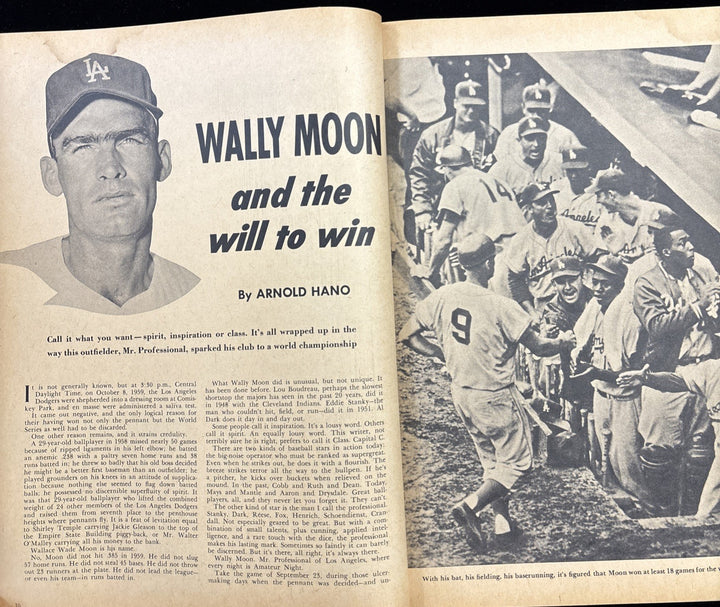 LA
WALLY MOON
and the
will to win
By ARNOLD HANO
Call it what you want—spirit, inspiration or class. It's all wrapped up in the
way this outfielder, Mr. Professional, sparked his club to a world championship
It is not generally known, but at 3:30 p.m., Central
Daylight Time, on October 8, 1959, the Los Angeles
Dodgers were shepherded into a dressing room at Comis-
key Park, and en masse were administered a saliva test.
It came out negative, and the only logical reason for
their having won not only the pennant but the World
Series as well had to be discarded.
One other reason remains, and it strains credulity.
A 29-year-old ballplayer in 1958 missed nearly 50 games
because of ripped ligaments in his left elbow; he batted
an anemic .238 with a paltry seven home runs and 38
runs batted in; he threw so badly that his old boss decided
he might be a better first baseman than an outfielder; he
played grounders on his knees in an attitude of supplica-
tion because nothing else seemed to flag down batted
balls; he possessed no discernible superfluity of spirit. It
was that 29-year-old ballplayer who lifted the combined
weight of 24 other members of the Los Angeles Dodgers
and raised them from seventh place to the penthouse
heights where pennants fly. It is a feat of levitation equal
to Shirley Temple carrying Jackie Gleason to the top of
the Empire State Building piggy-back, or Mr. Walter
O'Malley carrying all his money to the bank.
Wallace Wade Moon is his name.
No, Moon did not hit .385 in 1959. He did not slug
57 home runs. He did not steal 45 bases. He did not throw
out 23 runners at the plate. He did not lead the league—
or even his team—in runs batted in.
What Wally Moon did is unusual, but not unique. It
has been done before. Lou Boudreau, perhaps the slowest
shortstop the majors has seen in the past 20 years, did it
in 1948 with the Cleveland Indians. Eddie Stanky—the
man who couldn't hit, field, or run—did it in 1951. Al
Dark does it day in and day out.
Some people call it inspiration. It's a lousy word. Others
call it spirit. An equally lousy word. This writer, not
terribly sure he is right, prefers to call it Class. Capital C.
There are two kinds of baseball stars in action today:
the big-noise operator who must be ranked as supergreat.
Even when he strikes out, he does it with a flourish. The
breeze strikes terror all the way to the bullpen. If he's
a pitcher, he kicks over buckets when relieved on the
mound. In the past, Cobb and Ruth and Dean. Today,
Mays and Mantle and Aaron and Drysdale. Great ball-
players, all, and they never let you forget it. They can't.
The other kind of star is the man I call the professional.
Stanky, Dark, Reese, Fox, Henrich, Schoendienst, Cran-
dall. Not especially geared to be great. But with a com-
bination of small talents, plus cunning, applied intel-
ligence, and a rare touch with the dice, the professional
makes his lasting mark. Sometimes so faintly it can barely
be discerned. But it's there, all right, it's always there.
Wally Moon, Mr. Professional of Los Angeles, where
every night is Amateur Night.
Take the game of September 23, during those ulcer-
making days when the pennant was decided—and un-
14
Angeles
9
With his bat, his fielding, his baserunning, it's figured that Moon won at least 18 games for the